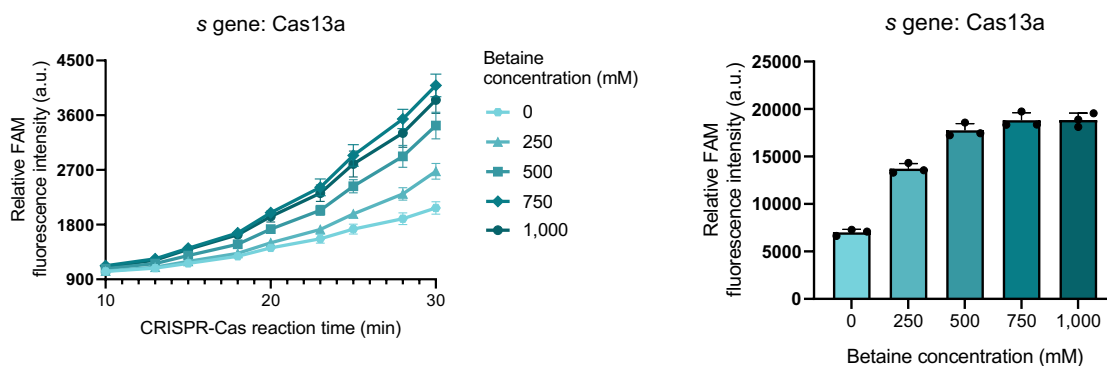 s gene: Cas13a
Relative FAM
fluorescence intensity (a.u.)
4500
3600
2700
1800
900
10
20
30
CRISPR-Cas reaction time (min)
Betaine
concentration (mM)
0
250
500
750
1,000
s gene: Cas13a
Relative FAM
fluorescence intensity (a.u.)
25000
20000
15000
10000
5000
0
0
250
500
750
1,000
Betaine concentration (mM)